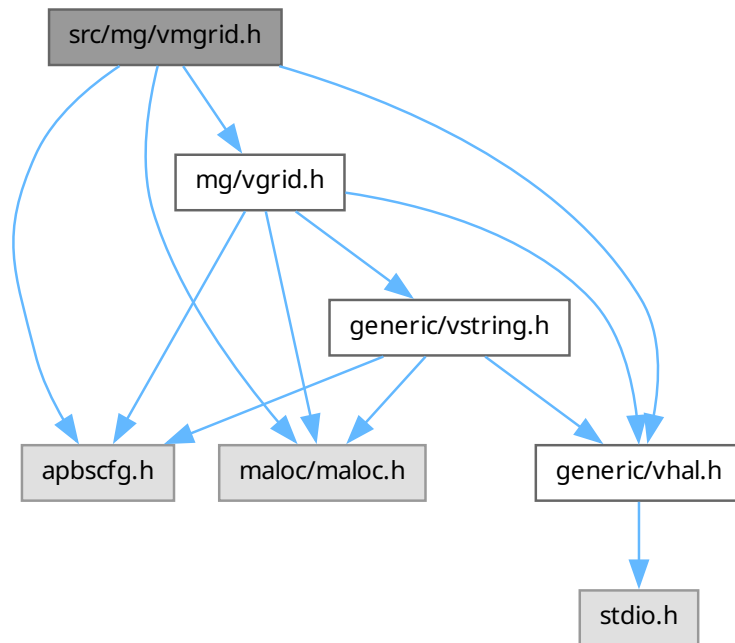 src/mg/vmgrid.h
mg/vgrid.h
generic/vstring.h
apbscfg.h
maloc/maloc.h
generic/vhal.h
stdio.h